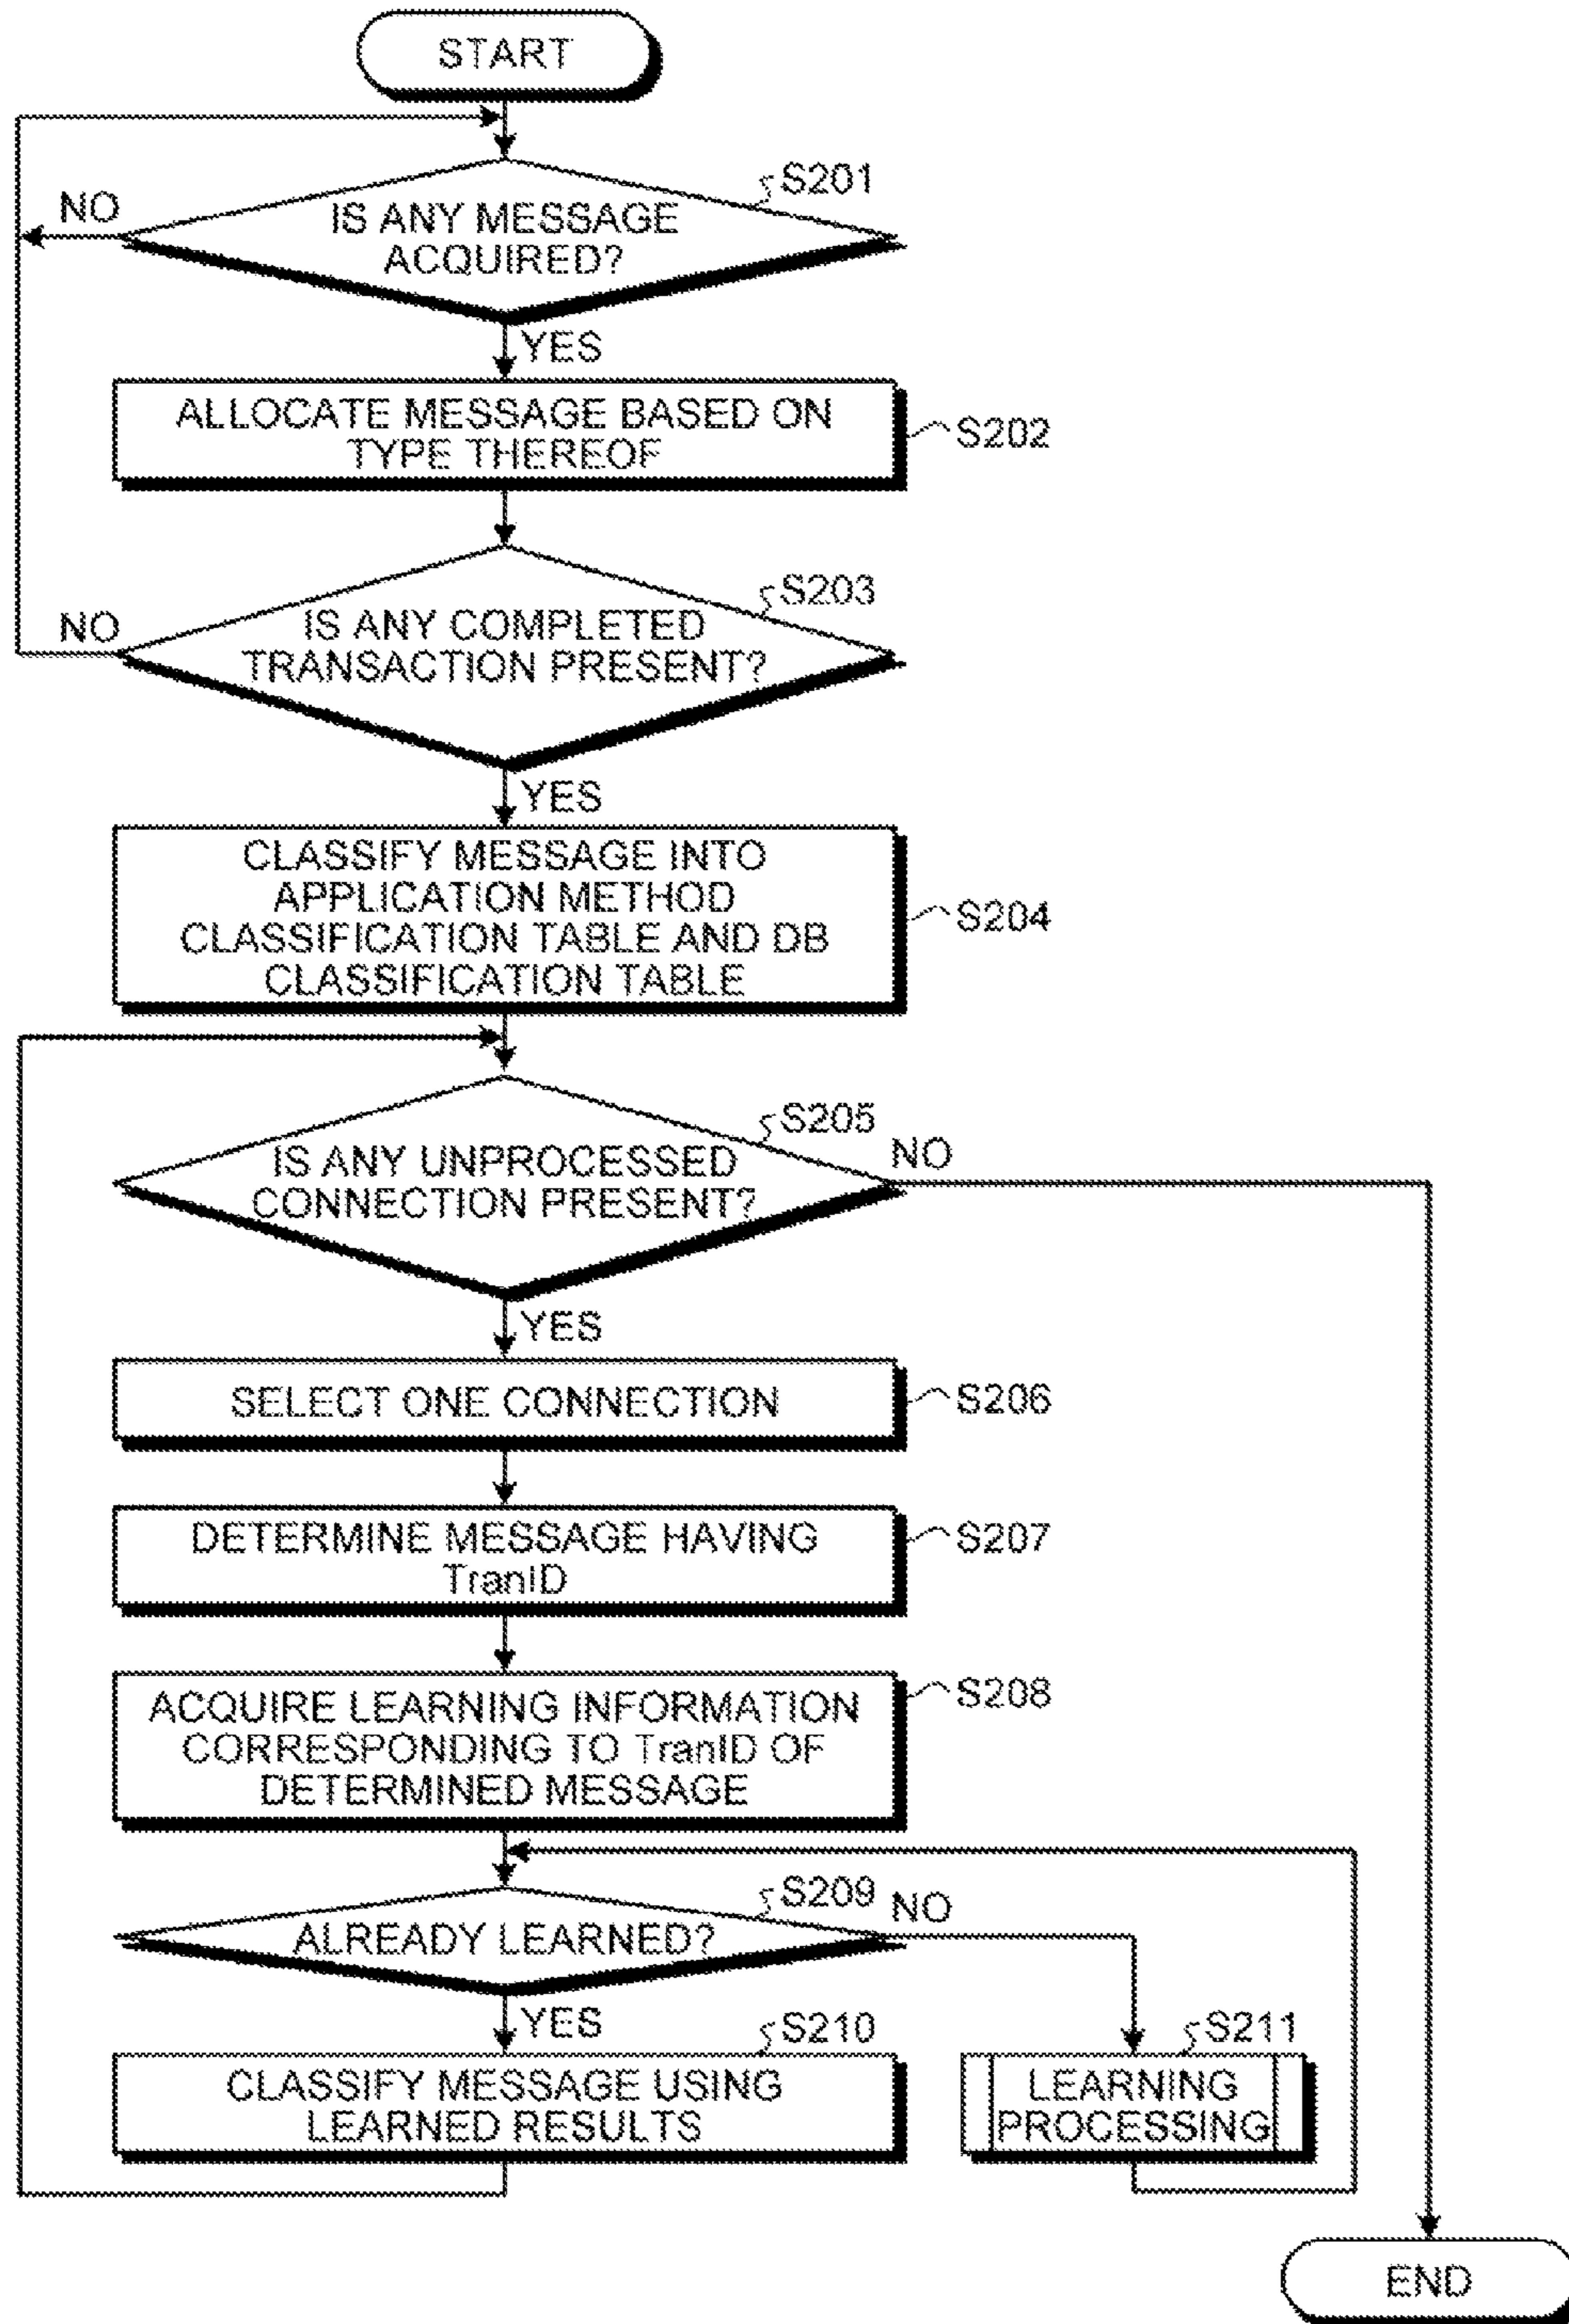 START
S201
NO
IS ANY MESSAGE
ACQUIRED?
YES
ALLOCATE MESSAGE BASED ON
TYPE THEREOF
S202
S203
NO
IS ANY COMPLETED
TRANSACTION PRESENT?
YES
CLASSIFY MESSAGE INTO
APPLICATION METHOD
CLASSIFICATION TABLE AND DB
CLASSIFICATION TABLE
S204
S205
NO
IS ANY UNPROCESSED
CONNECTION PRESENT?
YES
SELECT ONE CONNECTION
S206
DETERMINE MESSAGE HAVING
TranID
S207
ACQUIRE LEARNING INFORMATION
CORRESPONDING TO TranID OF
DETERMINED MESSAGE
S208
S209
NO
ALREADY LEARNED?
YES
S210
S211
CLASSIFY MESSAGE USING
LEARNED RESULTS
LEARNING
PROCESSING
END